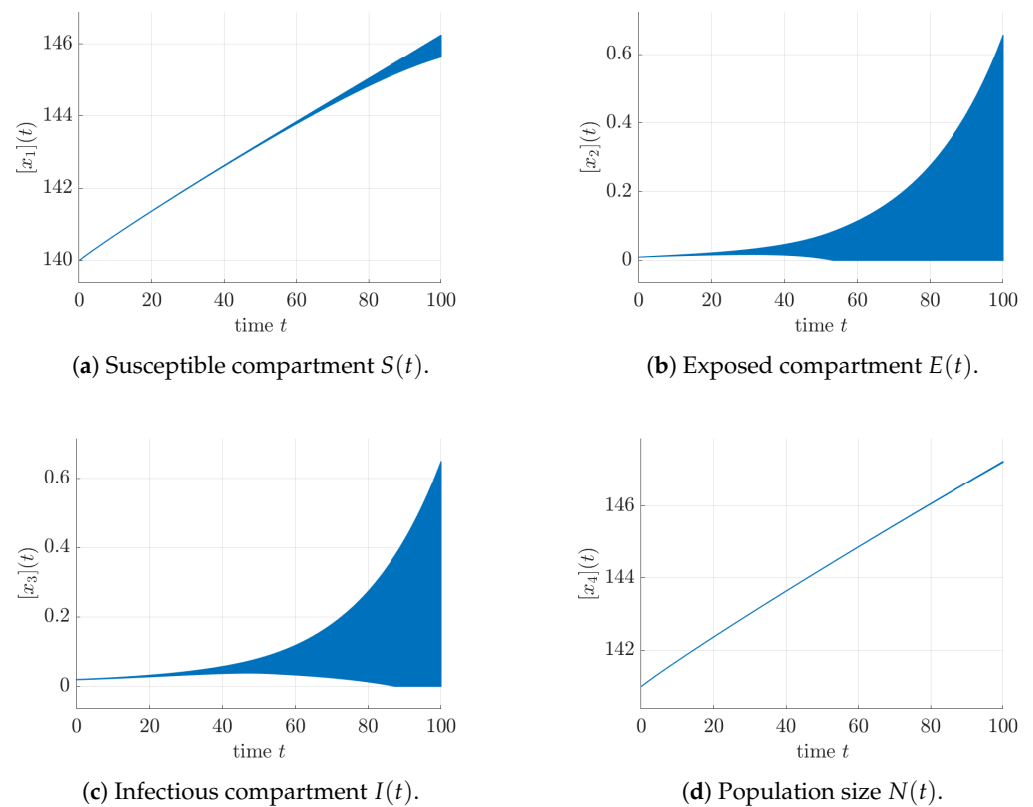 146
144
142
140
[x₁](t)
0 20 40 60 80 100
time t
(a) Susceptible compartment S(t).
0.6
0.4
0.2
0
[x₂](t)
0 20 40 60 80 100
time t
(b) Exposed compartment E(t).
0.6
0.4
0.2
0
[x₃](t)
0 20 40 60 80 100
time t
(c) Infectious compartment I(t).
146
144
142
[x₄](t)
0 20 40 60 80 100
time t
(d) Population size N(t).